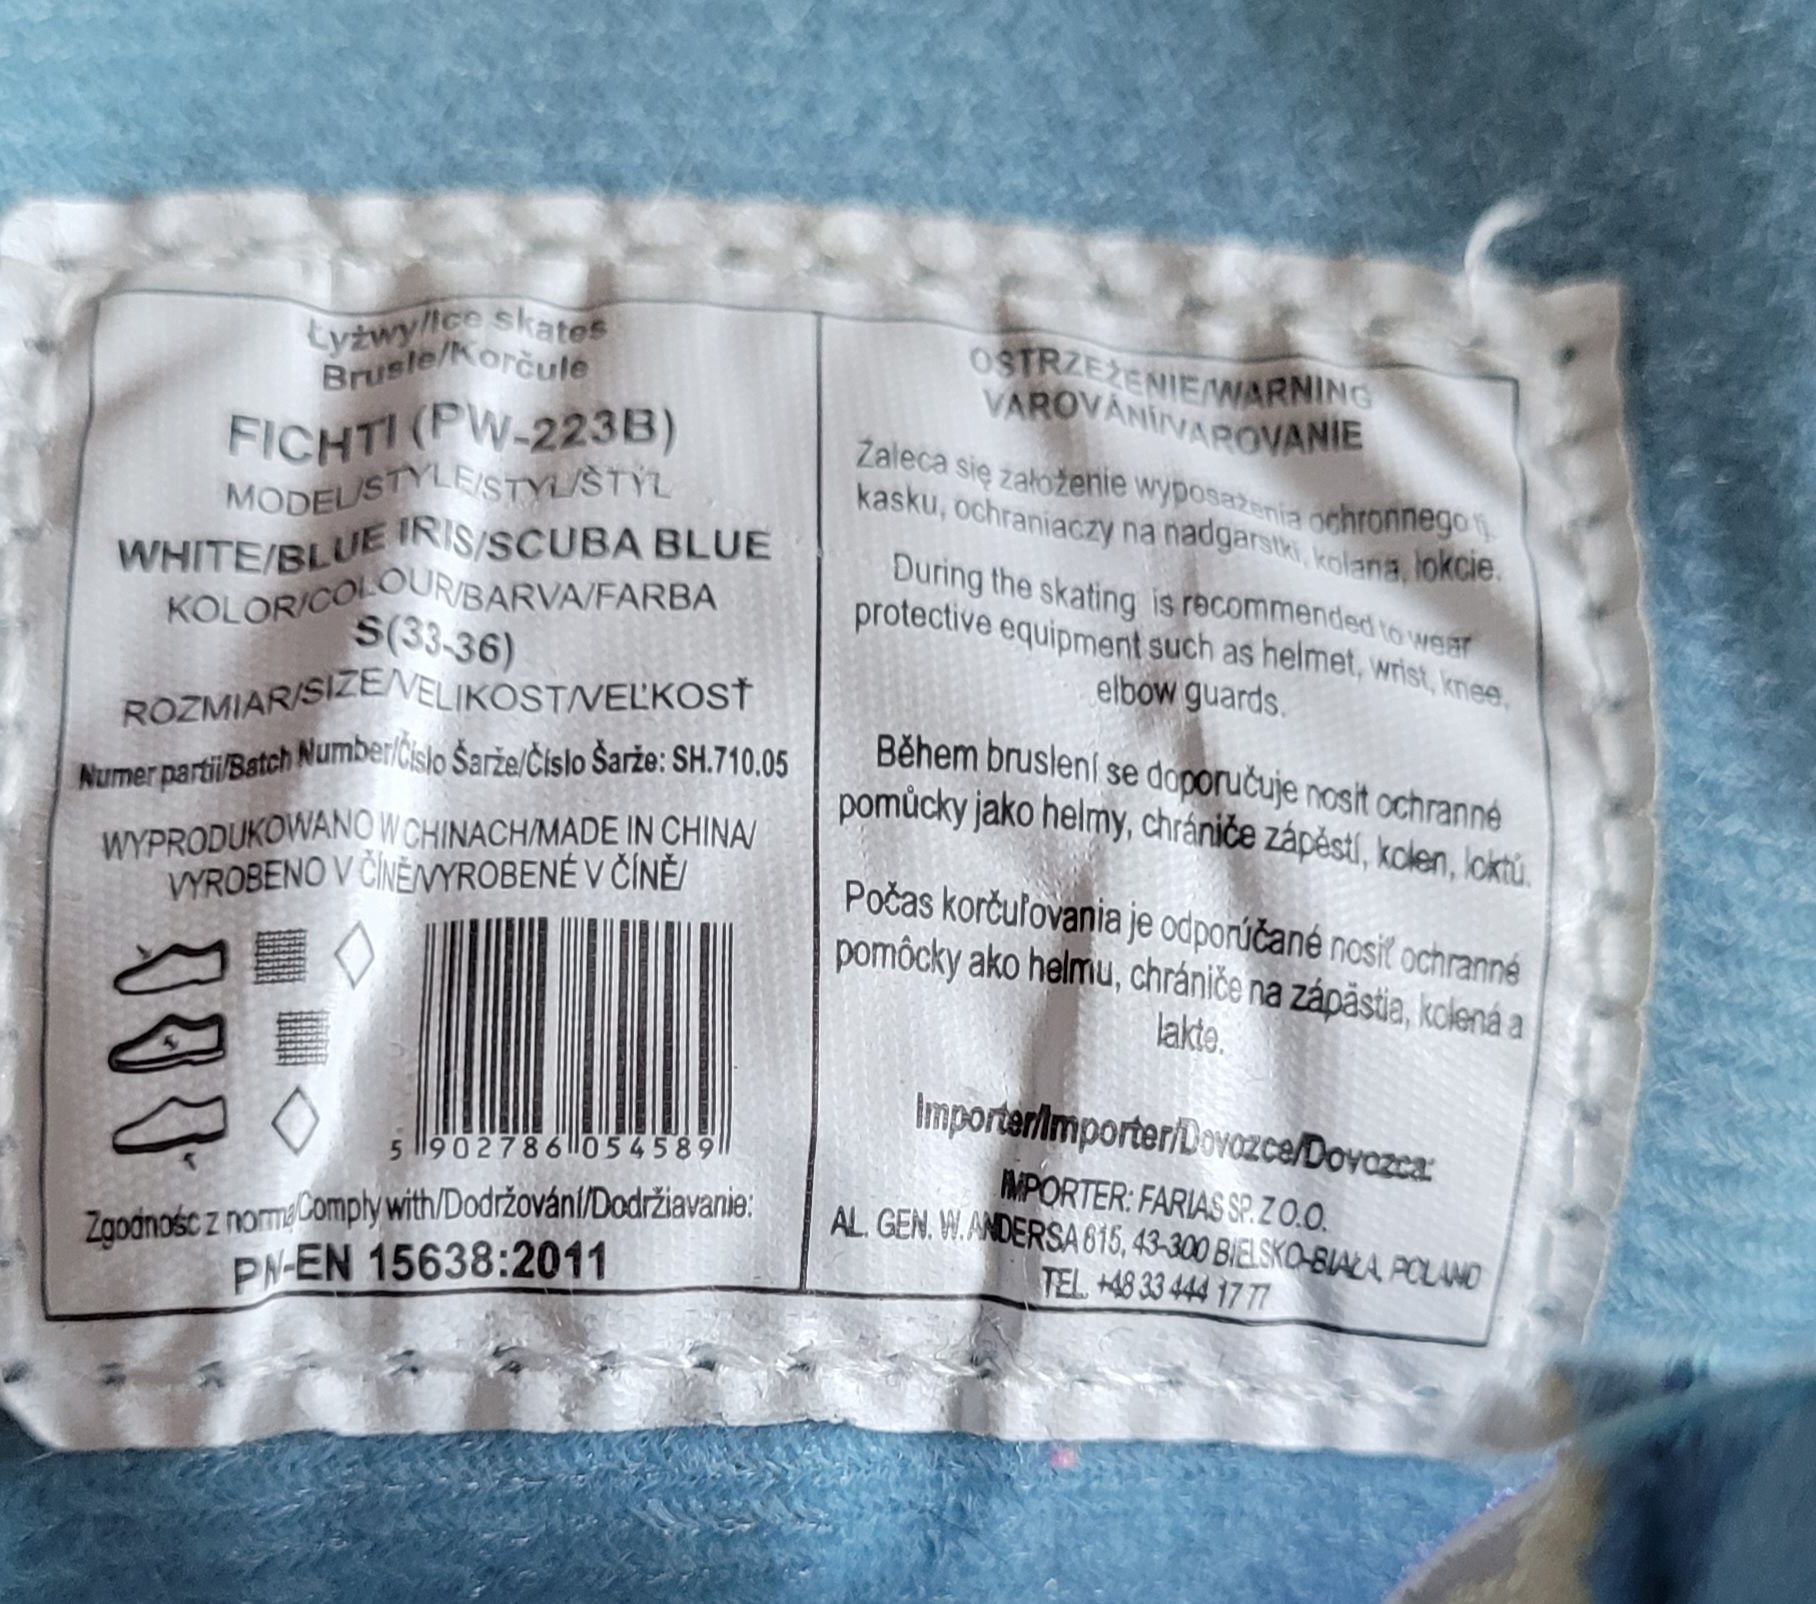 Łyżwy/Ice skates
Brusle/Korčule
FICHTI (PW-223B)
MODEL/STYLE/STYL/ŠTÝL
WHITE/BLUE IRIS/SCUBA BLUE
KOLOR/COLOUR/BARVA/FARBA
S(33-36)
ROZMIAR/SIZE/VELIKOST/VEĽKOSŤ
Numer partii/Batch Number/Číslo Šarže/Číslo Šarže: SH.710.05
WYPRODUKOWANO W CHINACH/MADE IN CHINA/
VYROBENO V ČÍNĚ/VYROBENÉ V ČÍNĚ/
5 902786 054589
Zgodność z normą/Comply with/Dodržování/Dodržiavanie:
PN-EN 15638:2011
OSTRZEŻENIE/WARNING
VAROVÁNÍ/VAROVANIE
Zaleca się założenie wyposażenia ochronnego tj.
kasku, ochraniaczy na nadgarstki, kolana, łokcie.
During the skating is recommended to wear
protective equipment such as helmet, wrist, knee,
elbow guards.
Během bruslení se doporučuje nosit ochranné
pomůcky jako helmy, chrániče zápěstí, kolen, loktů.
Počas korčuľovania je odporúčané nosiť ochranné
pomôcky ako helmu, chrániče na zápästia, kolená a
lakte.
Importer/Importer/Dovozce/Dovozca:
IMPORTER: FARIAS SP. Z O.O.
AL. GEN. W. ANDERSA 615, 43-300 BIELSKO-BIAŁA, POLAND
TEL. +48 33 444 17 77